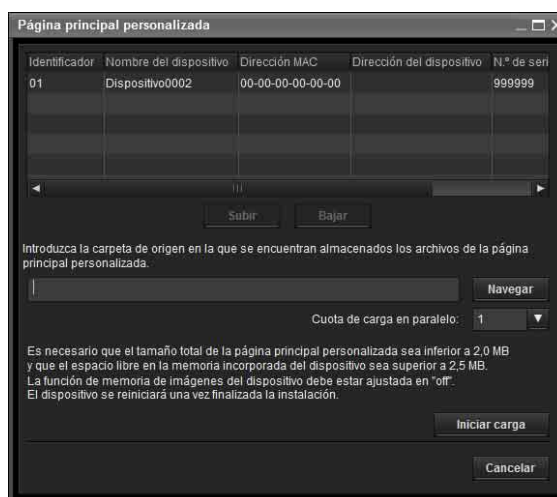 Página principal personalizada
Identificador Nombre del dispositivo Dirección MAC Dirección del dispositivo N.º de seri
01 Dispositivo0002 00-00-00-00-00-00 999999
Subir Bajar
Introduzca la carpeta de origen en la que se encuentran almacenados los archivos de la página
principal personalizada.
Navegar
Cuota de carga en paralelo: 1
Es necesario que el tamaño total de la página principal personalizada sea inferior a 2,0 MB
y que el espacio libre en la memoria incorporada del dispositivo sea superior a 2,5 MB.
La función de memoria de imágenes del dispositivo debe estar ajustada en "off".
El dispositivo se reiniciará una vez finalizada la instalación.
Iniciar carga
Cancelar